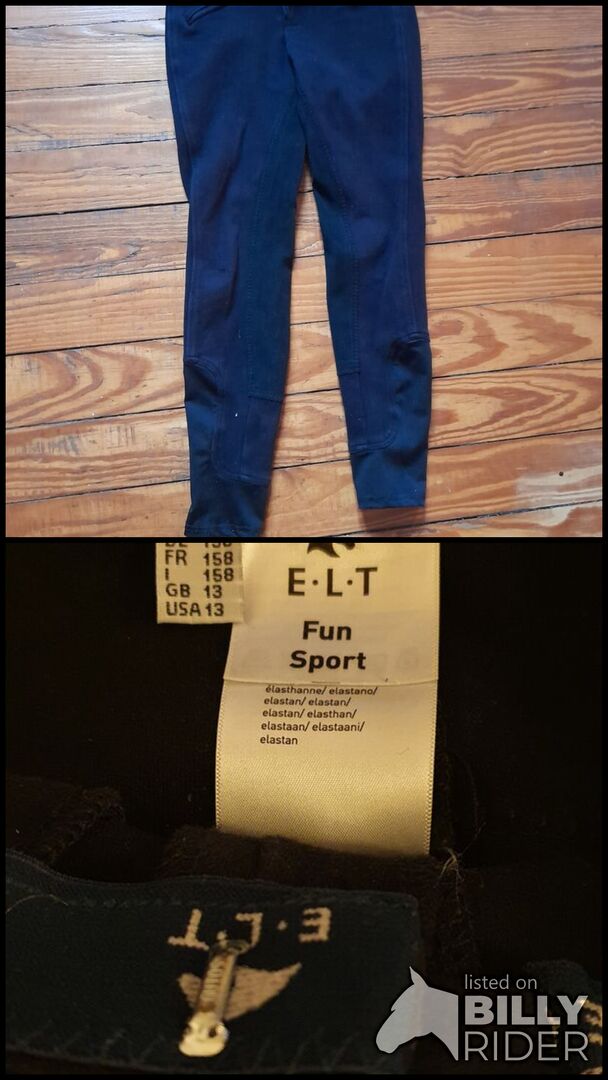 FR 158
I 158
GB 13
USA 13
E·L·T
Fun
Sport
élasthanne/ elastano/
elastan/ elastan/
elastan/ elasthan/
elastaan/ elastaani/
elastan
E·L·T
listed on
BILLY
RIDER